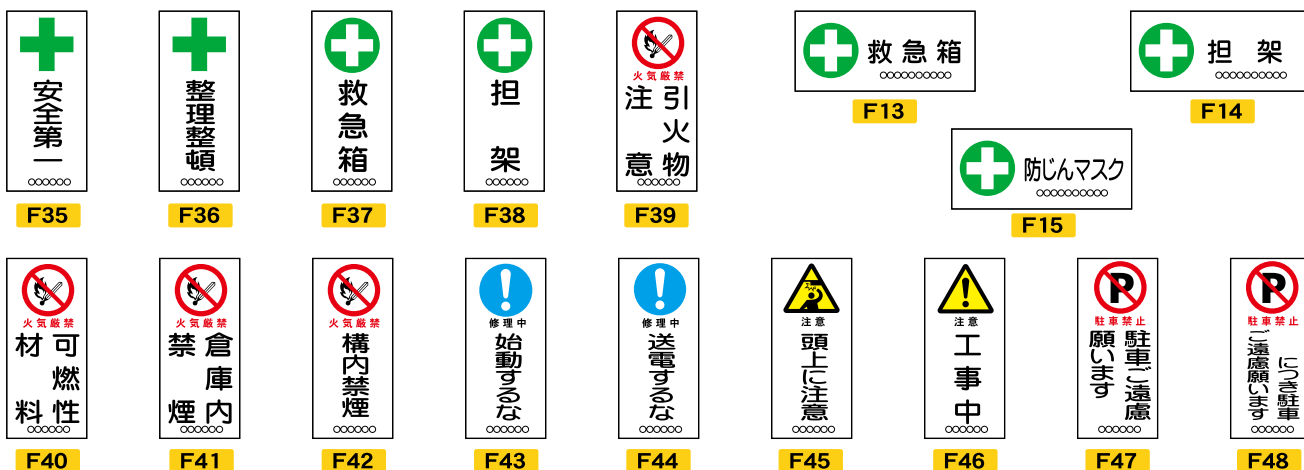 安全第一
○○○○○○
F35
整理整頓
○○○○○○
F36
救急箱
○○○○○○
F37
担架
○○○○○○
F38
火気厳禁
引火物
注意
○○○○○○
F39
救急箱
○○○○○○○○○○
F13
担架
○○○○○○○○○○
F14
防じんマスク
○○○○○○○○○○
F15
火気厳禁
可燃性
材料
○○○○○○
F40
火気厳禁
倉庫内
禁煙
○○○○○○
F41
火気厳禁
構内禁煙
○○○○○○
F42
修理中
始動するな
○○○○○○
F43
修理中
送電するな
○○○○○○
F44
注意
頭上に注意
○○○○○○
F45
注意
工事中
○○○○○○
F46
P
駐車禁止
駐車ご遠慮
願います
○○○○○○
F47
P
駐車禁止
につき駐車
ご遠慮願います
○○○○○○
F48